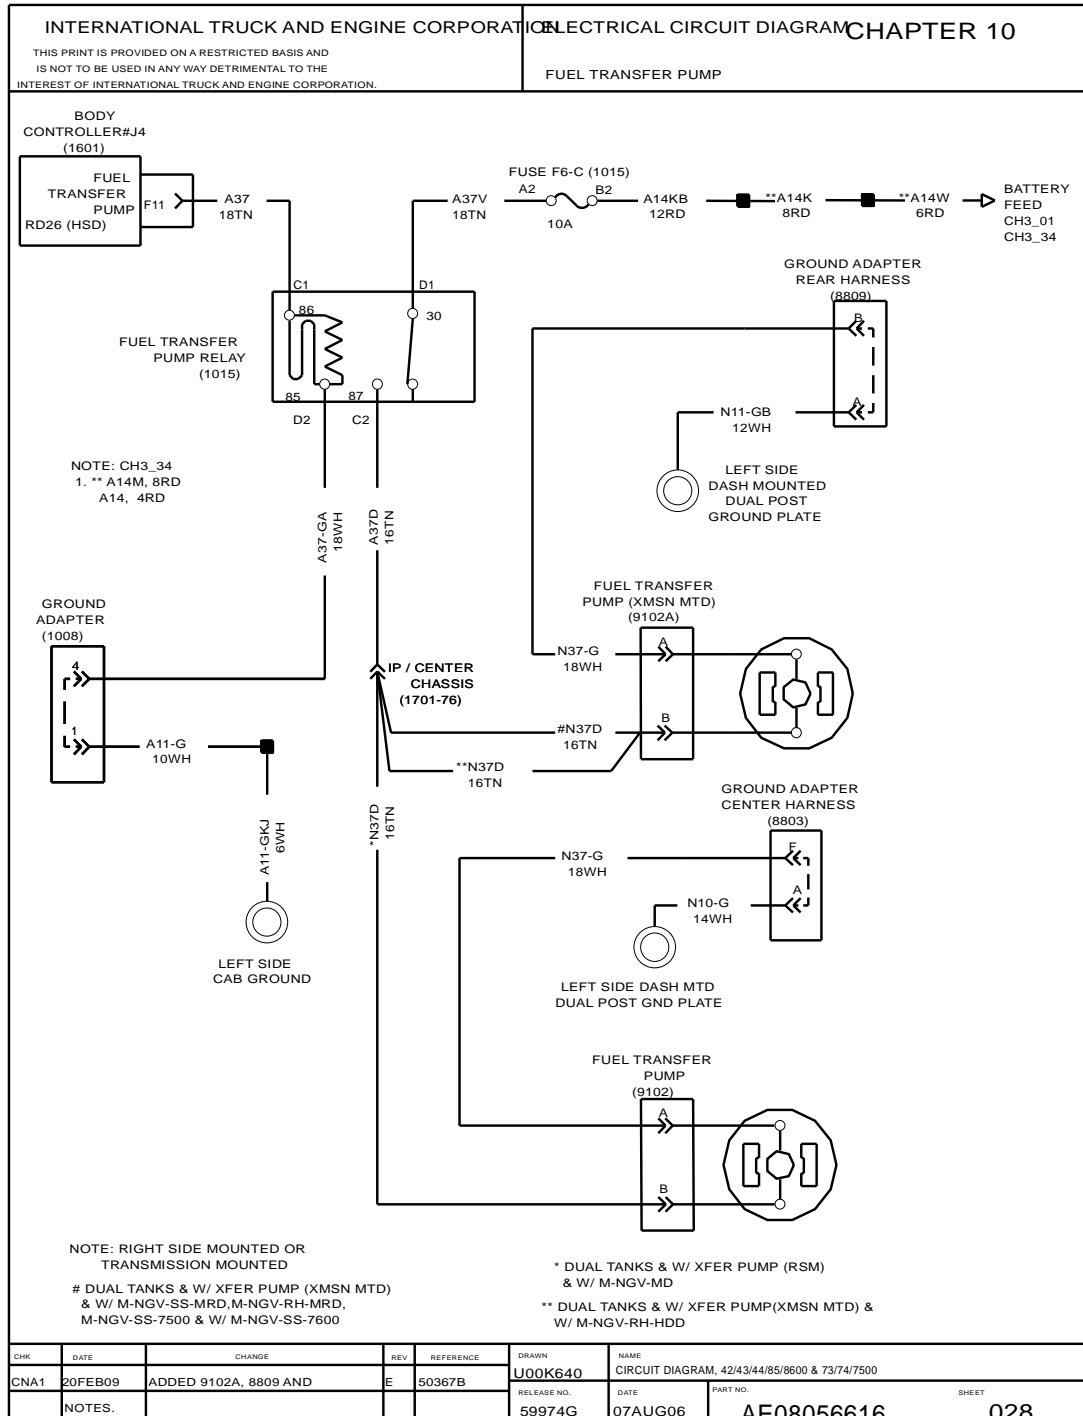 INTERNATIONAL TRUCK AND ENGINE CORPORATION
ELECTRICAL CIRCUIT DIAGRAM
CHAPTER 10
THIS PRINT IS PROVIDED ON A RESTRICTED BASIS AND
IS NOT TO BE USED IN ANY WAY DETRIMENTAL TO THE
INTEREST OF INTERNATIONAL TRUCK AND ENGINE CORPORATION.
FUEL TRANSFER PUMP
BODY
CONTROLLER#J4
(1601)
FUEL
TRANSFER
PUMP
RD26 (HSD)
F11
A37
18TN
A37V
18TN
FUSE F6-C (1015)
A2
B2
10A
A14KB
12RD
**A14K
8RD
**A14W
6RD
BATTERY
FEED
CH3_01
CH3_34
C1
D1
86
30
FUEL TRANSFER
PUMP RELAY
(1015)
85
87
D2
C2
GROUND ADAPTER
REAR HARNESS
(8809)
B
A
N11-GB
12WH
LEFT SIDE
DASH MOUNTED
DUAL POST
GROUND PLATE
NOTE: CH3_34
1. ** A14M, 8RD
A14, 4RD
A37-GA
18WH
A37D
16TN
GROUND
ADAPTER
(1008)
4
1
A11-G
10WH
A11-GKJ
6WH
LEFT SIDE
CAB GROUND
IP / CENTER
CHASSIS
(1701-76)
FUEL TRANSFER
PUMP (XMSN MTD)
(9102A)
A
B
N37-G
18WH
#N37D
16TN
**N37D
16TN
*N37D
16TN
GROUND ADAPTER
CENTER HARNESS
(8803)
F
A
N37-G
18WH
N10-G
14WH
LEFT SIDE DASH MTD
DUAL POST GND PLATE
FUEL TRANSFER
PUMP
(9102)
A
B
NOTE: RIGHT SIDE MOUNTED OR
TRANSMISSION MOUNTED
# DUAL TANKS & W/ XFER PUMP (XMSN MTD)
& W/ M-NGV-SS-MRD,M-NGV-RH-MRD,
M-NGV-SS-7500 & W/ M-NGV-SS-7600
* DUAL TANKS & W/ XFER PUMP (RSM)
& W/ M-NGV-MD
** DUAL TANKS & W/ XFER PUMP(XMSN MTD) &
W/ M-NGV-RH-HDD
CHK DATE CHANGE REV REFERENCE
CNA1 20FEB09 ADDED 9102A, 8809 AND E 50367B
NOTES.
DRAWN
U00K640
NAME
CIRCUIT DIAGRAM, 42/43/44/85/8600 & 73/74/7500
RELEASE NO.
59974G
DATE
07AUG06
PART NO.
AE08056616
SHEET
028